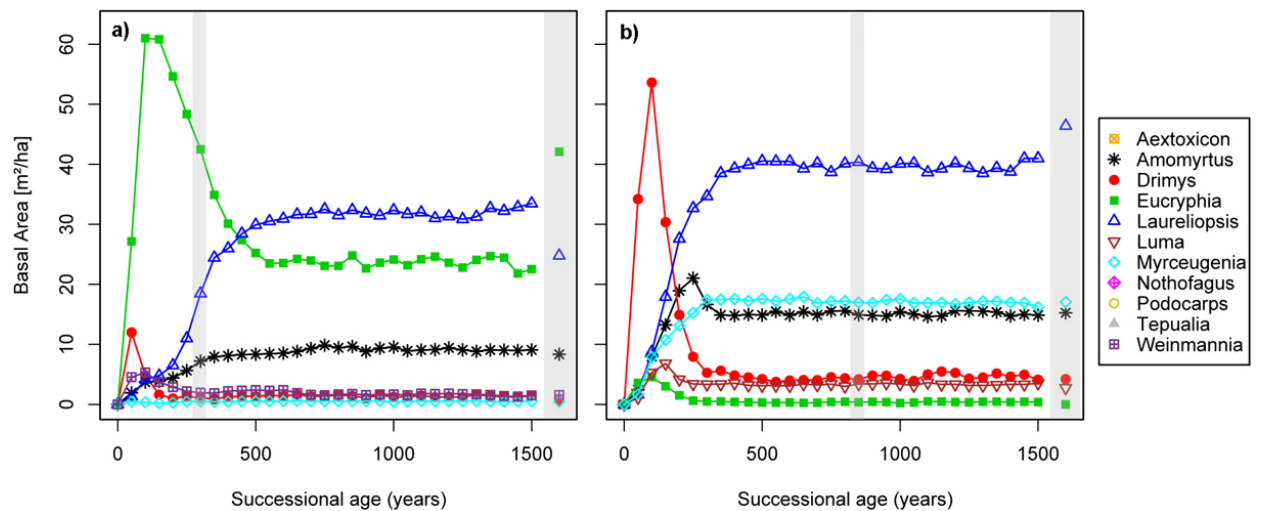 a)
b)
Basal Area [m²/ha]
60
50
40
30
20
10
0
0 500 1000 1500
0 500 1000 1500
Successional age (years)
Successional age (years)
Aextoxicon
Amomyrtus
Drimys
Eucryphia
Laureliopsis
Luma
Myrceugenia
Nothofagus
Podocarps
Tepualia
Weinmannia